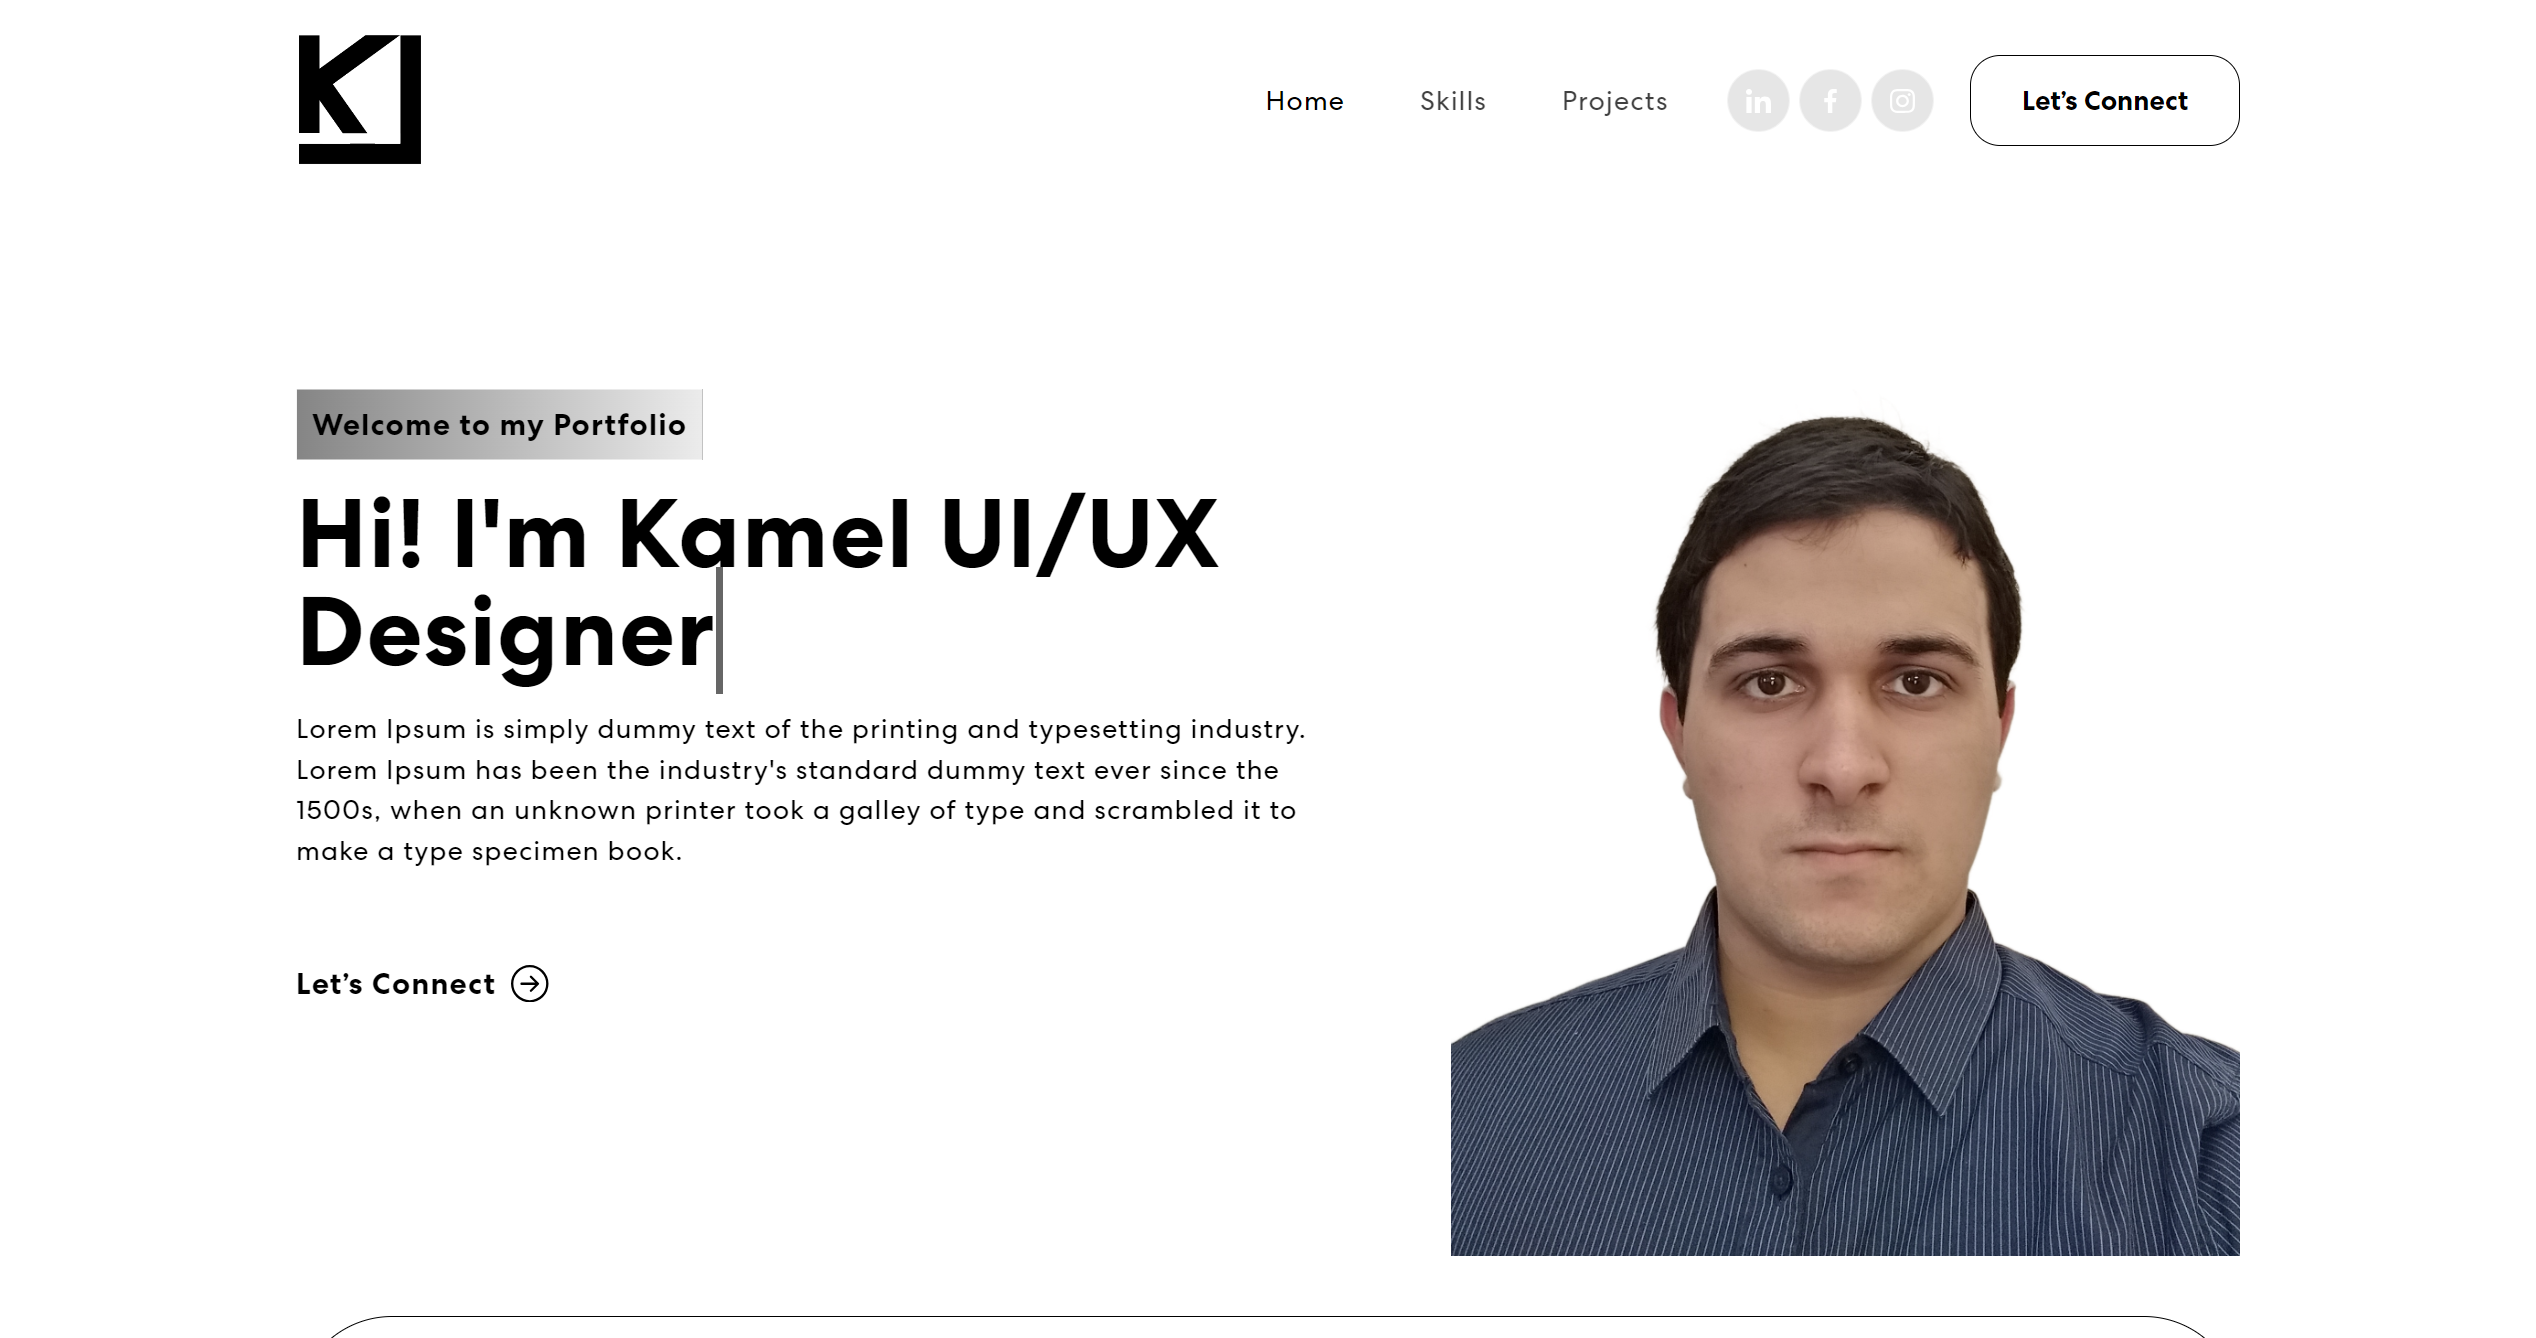 K
Home Skills Projects in f Let’s Connect
Welcome to my Portfolio
Hi! I'm Kamel UI/UX
Designer
Lorem Ipsum is simply dummy text of the printing and typesetting industry.
Lorem Ipsum has been the industry's standard dummy text ever since the
1500s, when an unknown printer took a galley of type and scrambled it to
make a type specimen book.
Let’s Connect